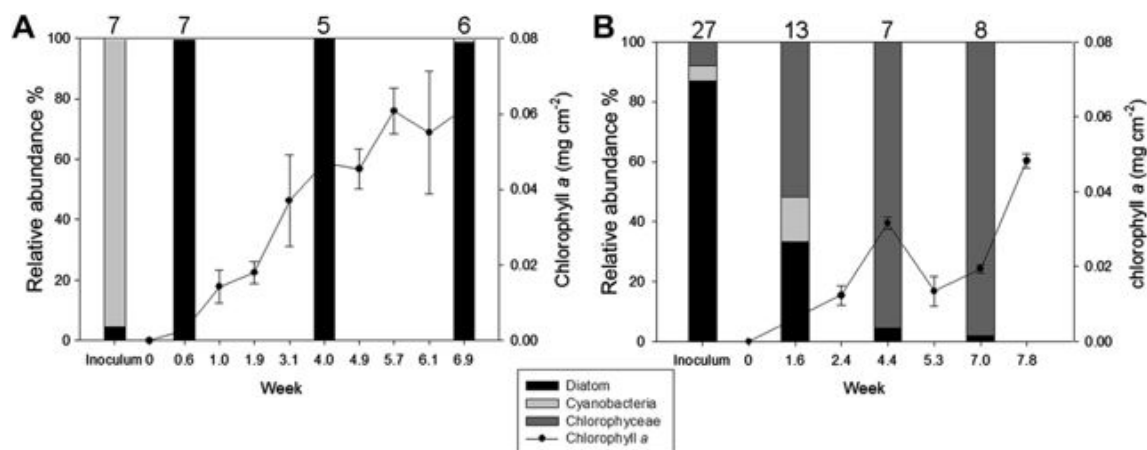 A
7
7
5
6
100
80
60
40
20
0
Relative abundance %
0.08
0.06
0.04
0.02
0.00
Chlorophyll a (mg cm-2)
Inoculum 0 0.6 1.0 1.9 3.1 4.0 4.9 5.7 6.1 6.9
Week
B
27
13
7
8
100
80
60
40
20
0
Relative abundance %
0.08
0.06
0.04
0.02
0.00
chlorophyll a (mg cm-2)
Inoculum 0 1.6 2.4 4.4 5.3 7.0 7.8
Week
Diatom
Cyanobacteria
Chlorophyceae
Chlorophyll a